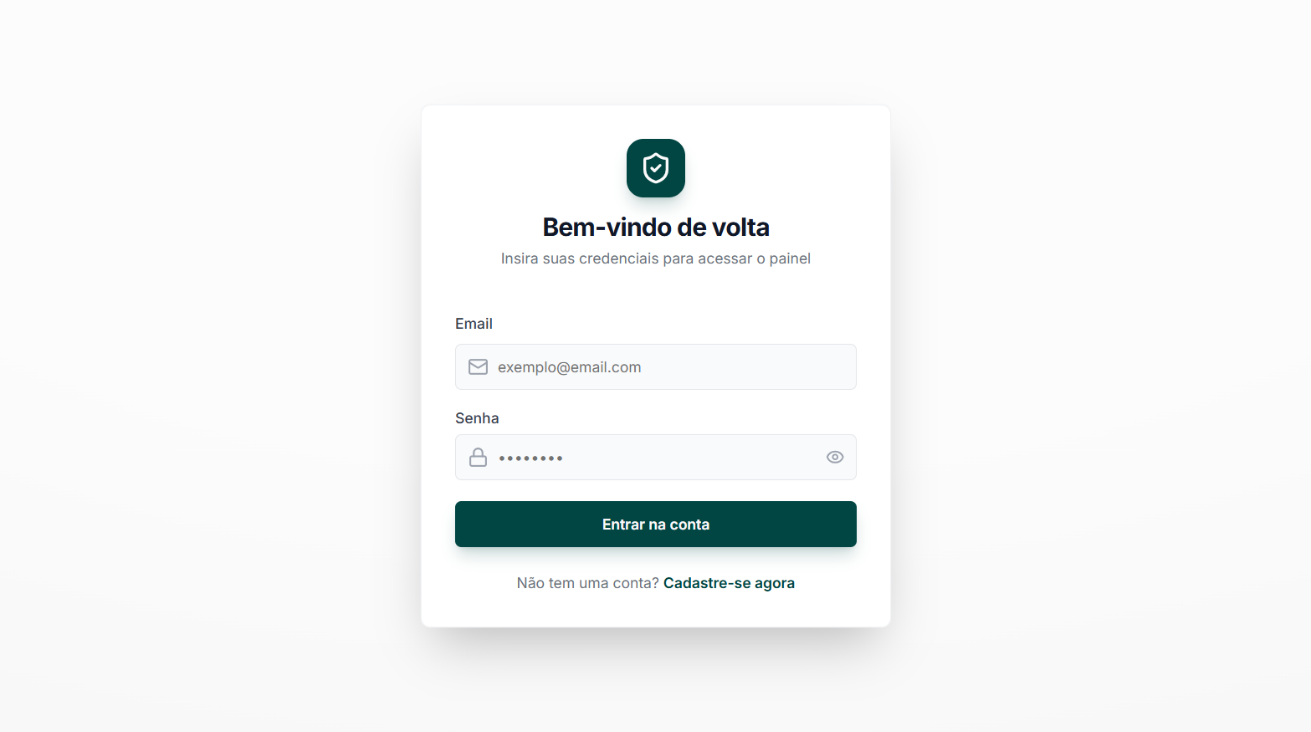 Bem-vindo de volta
Insira suas credenciais para acessar o painel
Email
exemplo@email.com
Senha
••••••••
Entrar na conta
Não tem uma conta? Cadastre-se agora